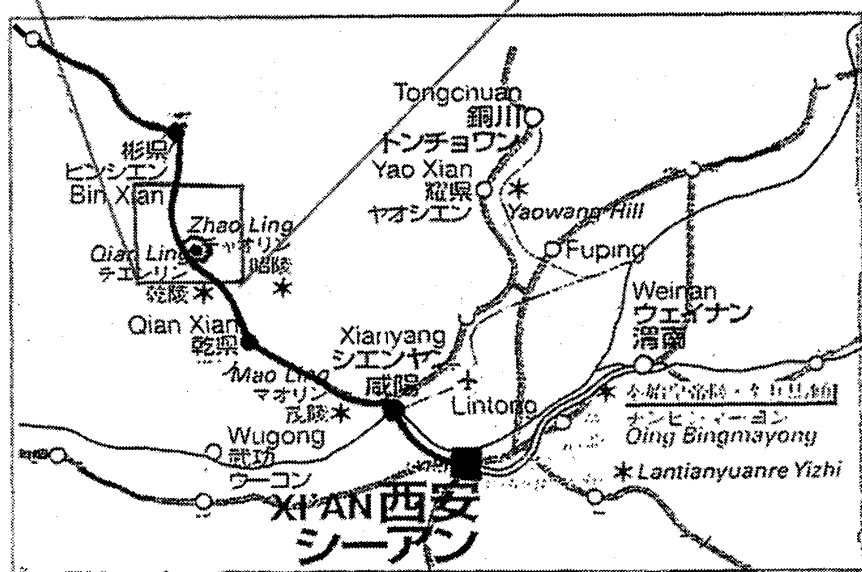 Tongchuan
銅川
トンチョワン
彬県
ビンシエン
Bin Xian
Yao Xian
耀県
ヤオシエン
Yaowang Hill
Zhao Ling
チャオリン
昭陵
Qian Ling
チエンリン
乾陵
Fuping
Qian Xian
乾県
Weinan
ウェイナン
渭南
Xianyang
シエンヤン
咸陽
Mao Ling
マオリン
茂陵
Lintong
Wugong
武功
ウーコン
Qing Bingmayong
Lantianyuanre Yizhi
XI'AN 西安
シーアン